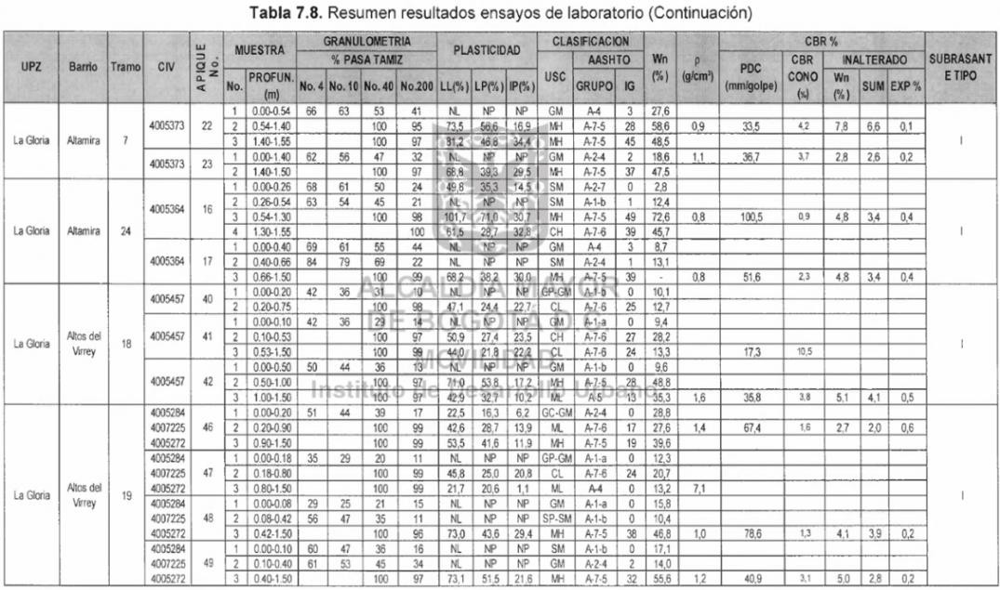 Tabla 7.8. Resumen resultados ensayos de laboratorio (Continuación)
UPZ Barrio Tramo CIV APIQUE No. MUESTRA GRANULOMETRIA PLASTICIDAD CLASIFICACION Wn (%) ρ (g/cm³) CBR % SUBRASANTE TIPO
% PASA TAMIZ USC AASHTO PDC (mm/golpe) CBR CONO (%) INALTERADO
No. PROFUN. (m) No. 4 No. 10 No. 40 No.200 LL(%) LP(%) IP(%) GRUPO IG Wn (%) SUM EXP %
La Gloria Altamira 7 4005373 22 1 0.00-0.54 66 63 53 41 NL NP NP GM A-4 3 27,6 I
2 0.54-1.40 100 95 73,5 56,6 16,9 MH A-7-5 28 58,6 0,9 33,5 4,2 7,8 6,6 0,1
3 1.40-1.55 100 97 81,2 46,8 34,4 MH A-7-5 45 48,5
4005373 23 1 0.00-1.40 62 56 47 32 NL NP NP GM A-2-4 2 18,6 1,1 36,7 3,7 2,8 2,6 0,2
2 1.40-1.50 100 97 68,8 39,3 29,5 MH A-7-5 37 47,5
La Gloria Altamira 24 4005364 16 1 0.00-0.26 68 61 50 24 49,8 35,3 14,5 SM A-2-7 0 2,8 I
2 0.26-0.54 63 54 45 21 NL NP NP SM A-1-b 1 12,4
3 0.54-1.30 100 98 101,7 71,0 30,7 MH A-7-5 49 72,6 0,8 100,5 0,9 4,8 3,4 0,4
4 1.30-1.55 100 61,5 28,7 32,8 CH A-7-6 39 45,7
4005364 17 1 0.00-0.40 69 61 55 44 NL NP NP GM A-4 3 8,7
2 0.40-0.66 84 79 69 22 NL NP NP SM A-2-4 1 13,1
3 0.66-1.50 100 99 68,2 38,2 30,0 MH A-7-5 39 - 0,8 51,6 2,3 4,8 3,4 0,4
La Gloria Altos del Virrey 18 4005457 40 1 0.00-0.20 42 36 31 10 NL NP NP GP-GM A-1-b 0 10,1 I
2 0.20-0.75 100 98 47,1 24,4 22,7 CL A-7-6 25 12,7
4005457 41 1 0.00-0.10 42 36 29 14 NL NP NP GM A-1-a 0 9,4
2 0.10-0.53 100 97 50,9 27,4 23,5 CH A-7-6 27 28,2
3 0.53-1.50 100 99 44,0 21,8 22,2 CL A-7-6 24 13,3 17,3 10,5
4005457 42 1 0.00-0.50 50 44 36 13 NL NP NP GM A-1-b 0 9,6
2 0.50-1.00 100 97 71,0 53,8 17,2 MH A-7-5 28 48,8
3 1.00-1.50 100 97 42,9 32,7 10,2 ML A-5 13 35,3 1,6 35,8 3,8 5,1 4,1 0,5
La Gloria Altos del Virrey 19 4005284 46 1 0.00-0.20 51 44 39 17 22,5 16,3 6,2 GC-GM A-2-4 0 28,8 I
4007225 2 0.20-0.90 100 99 42,6 28,7 13,9 ML A-7-6 17 27,6 1,4 67,4 1,6 2,7 2,0 0,6
4005272 3 0.90-1.50 100 99 53,5 41,6 11,9 MH A-7-5 19 39,6
4005284 47 1 0.00-0.18 35 29 20 11 NL NP NP GP-GM A-1-a 0 12,3
4007225 2 0.18-0.80 100 99 45,8 25,0 20,8 CL A-7-6 24 20,7
4005272 3 0.80-1.50 100 99 21,7 20,6 1,1 ML A-4 0 13,2 7,1
4005284 48 1 0.00-0.08 29 25 21 15 NL NP NP GM A-1-a 0 15,8
4007225 2 0.08-0.42 56 47 35 11 NL NP NP SP-SM A-1-b 0 10,4
4005272 3 0.42-1.50 100 96 73,0 43,6 29,4 MH A-7-5 38 46,8 1,0 78,6 1,3 4,1 3,9 0,2
4005284 49 1 0.00-0.10 60 47 36 16 NL NP NP SM A-1-b 0 17,1
4007225 2 0.10-0.40 61 53 45 34 NL NP NP GM A-2-4 2 14,0
4005272 3 0.40-1.50 100 97 73,1 51,5 21,6 MH A-7-5 32 55,6 1,2 40,9 3,1 5,0 2,8 0,2
ALCALDIA MAYOR
DE BOGOTÁ D.C.
MOVILIDAD
Instituto de Desarrollo Urbano